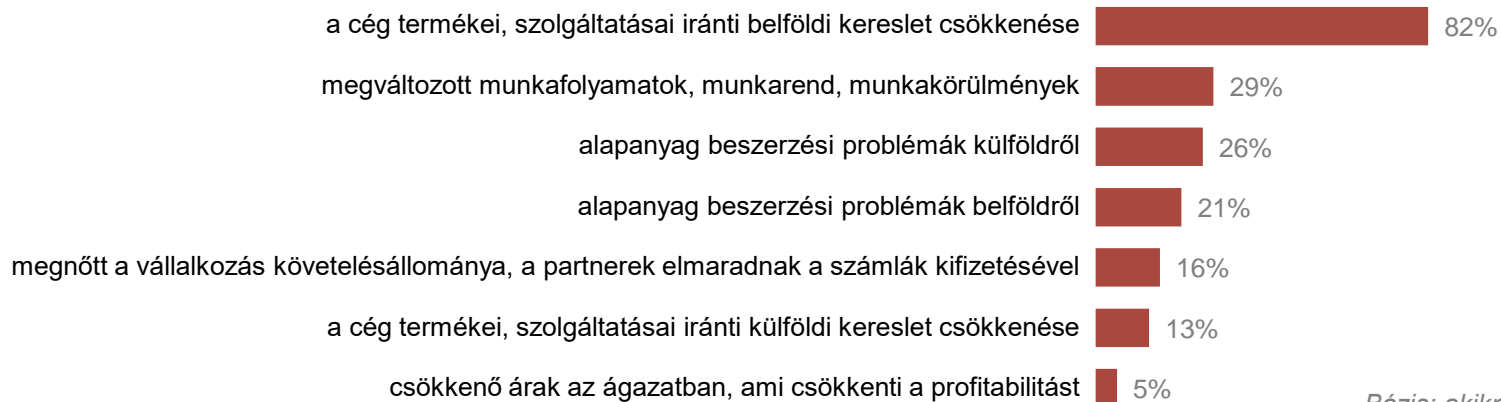 a cég termékei, szolgáltatásai iránti belföldi kereslet csökkenése 82%
megváltozott munkafolyamatok, munkarend, munkakörülmények 29%
alapanyag beszerzési problémák külföldről 26%
alapanyag beszerzési problémák belföldről 21%
megnőtt a vállalkozás követelésállománya, a partnerek elmaradnak a számlák kifizetésével 16%
a cég termékei, szolgáltatásai iránti külföldi kereslet csökkenése 13%
csökkenő árak az ágazatban, ami csökkenti a profitabilitást 5%